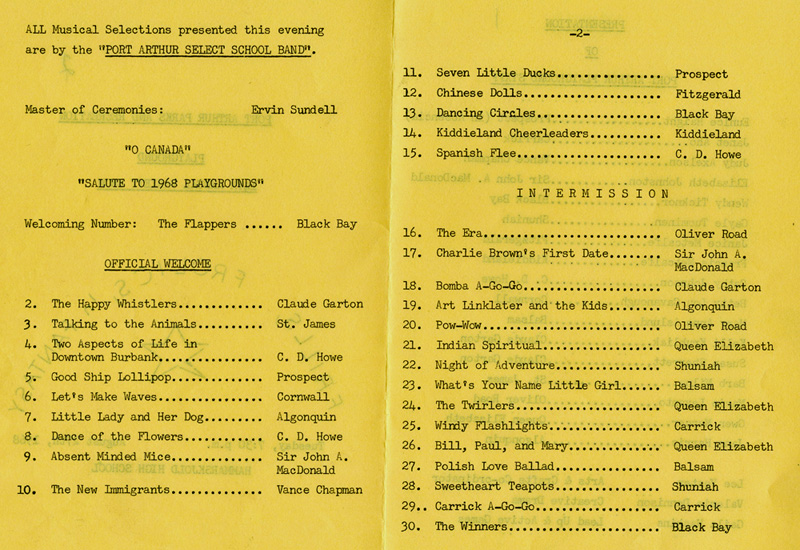 ALL Musical Selections presented this evening
are by the "PORT ARTHUR SELECT SCHOOL BAND".
Master of Ceremonies: Ervin Sundell
"O CANADA"
"SALUTE TO 1968 PLAYGROUNDS"
Welcoming Number: The Flappers ...... Black Bay
OFFICIAL WELCOME
2. The Happy Whistlers............. Claude Garton
3. Talking to the Animals.......... St. James
4. Two Aspects of Life in
Downtown Burbank................ C. D. Howe
5. Good Ship Lollipop.............. Prospect
6. Let's Make Waves................ Cornwall
7. Little Lady and Her Dog......... Algonquin
8. Dance of the Flowers............ C. D. Howe
9. Absent Minded Mice.............. Sir John A.
MacDonald
10. The New Immigrants.............. Vance Chapman
-2-
11. Seven Little Ducks................ Prospect
12. Chinese Dolls..................... Fitzgerald
13. Dancing Circles................... Black Bay
14. Kiddieland Cheerleaders........... Kiddieland
15. Spanish Flee...................... C. D. Howe
INTERMISSION
16. The Era........................... Oliver Road
17. Charlie Brown's First Date........ Sir John A.
MacDonald
18. Bomba A-Go-Go..................... Claude Garton
19. Art Linklater and the Kids........ Algonquin
20. Pow-Wow........................... Oliver Road
21. Indian Spiritual.................. Queen Elizabeth
22. Night of Adventure................ Shuniah
23. What's Your Name Little Girl...... Balsam
24. The Twirlers...................... Queen Elizabeth
25. Windy Flashlights................. Carrick
26. Bill, Paul, and Mary.............. Queen Elizabeth
27. Polish Love Ballad................ Balsam
28. Sweetheart Teapots................ Shuniah
29.. Carrick A-Go-Go................... Carrick
30. The Winners....................... Black Bay